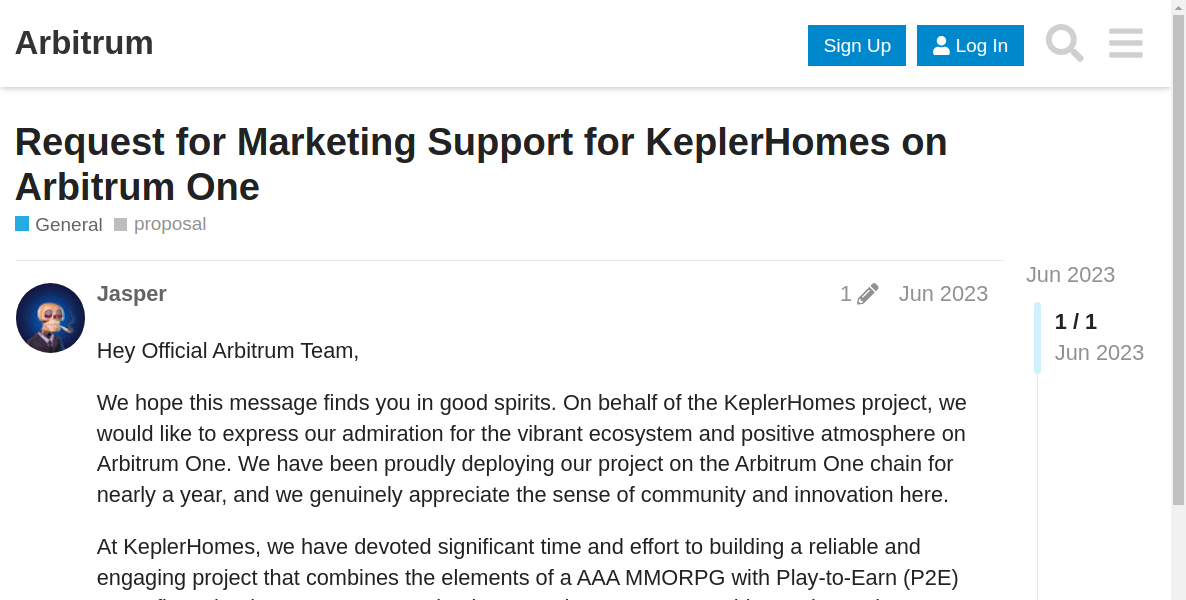 Arbitrum
Sign Up
Log In
Request for Marketing Support for KeplerHomes on
Arbitrum One
General
proposal
Jun 2023
Jasper
1
Jun 2023
1 / 1
Jun 2023
Hey Official Arbitrum Team,
We hope this message finds you in good spirits. On behalf of the KeplerHomes project, we
would like to express our admiration for the vibrant ecosystem and positive atmosphere on
Arbitrum One. We have been proudly deploying our project on the Arbitrum One chain for
nearly a year, and we genuinely appreciate the sense of community and innovation here.
At KeplerHomes, we have devoted significant time and effort to building a reliable and
engaging project that combines the elements of a AAA MMORPG with Play-to-Earn (P2E)